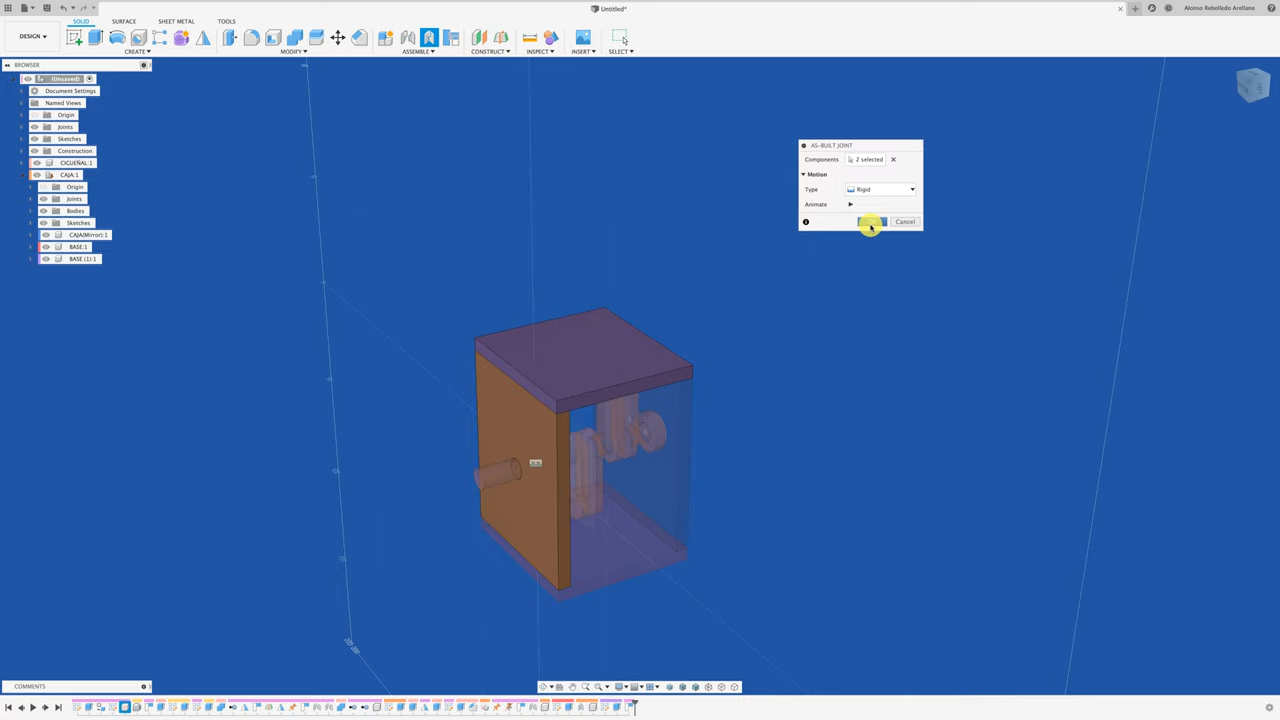 Untitled*
Alonso Rebolledo Arellano
DESIGN
SOLID
SURFACE
SHEET METAL
TOOLS
CREATE
MODIFY
ASSEMBLE
CONSTRUCT
INSPECT
INSERT
SELECT
BROWSER
(Unsaved)
Document Settings
Named Views
Origin
Joints
Sketches
Construction
CIGUEÑAL:1
CAJA:1
Origin
Joints
Bodies
Sketches
CAJA(Mirror):1
BASE:1
BASE (1):1
AS-BUILT JOINT
Components 2 selected
Motion
Type Rigid
Animate
Cancel
COMMENTS